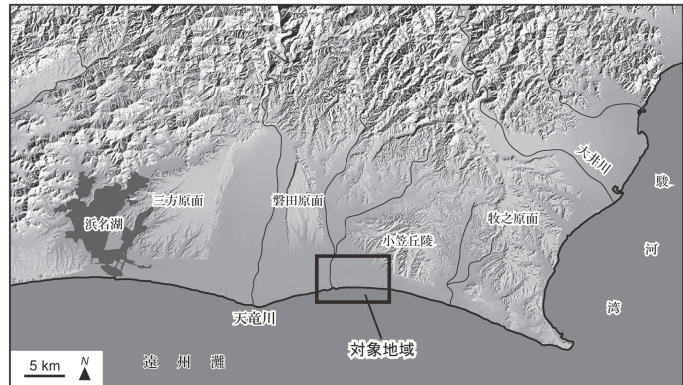 大井川
駿河湾
三方原面
磐田原面
牧之原面
浜名湖
小笠丘陵
天竜川
対象地域
遠州灘
5 km
N